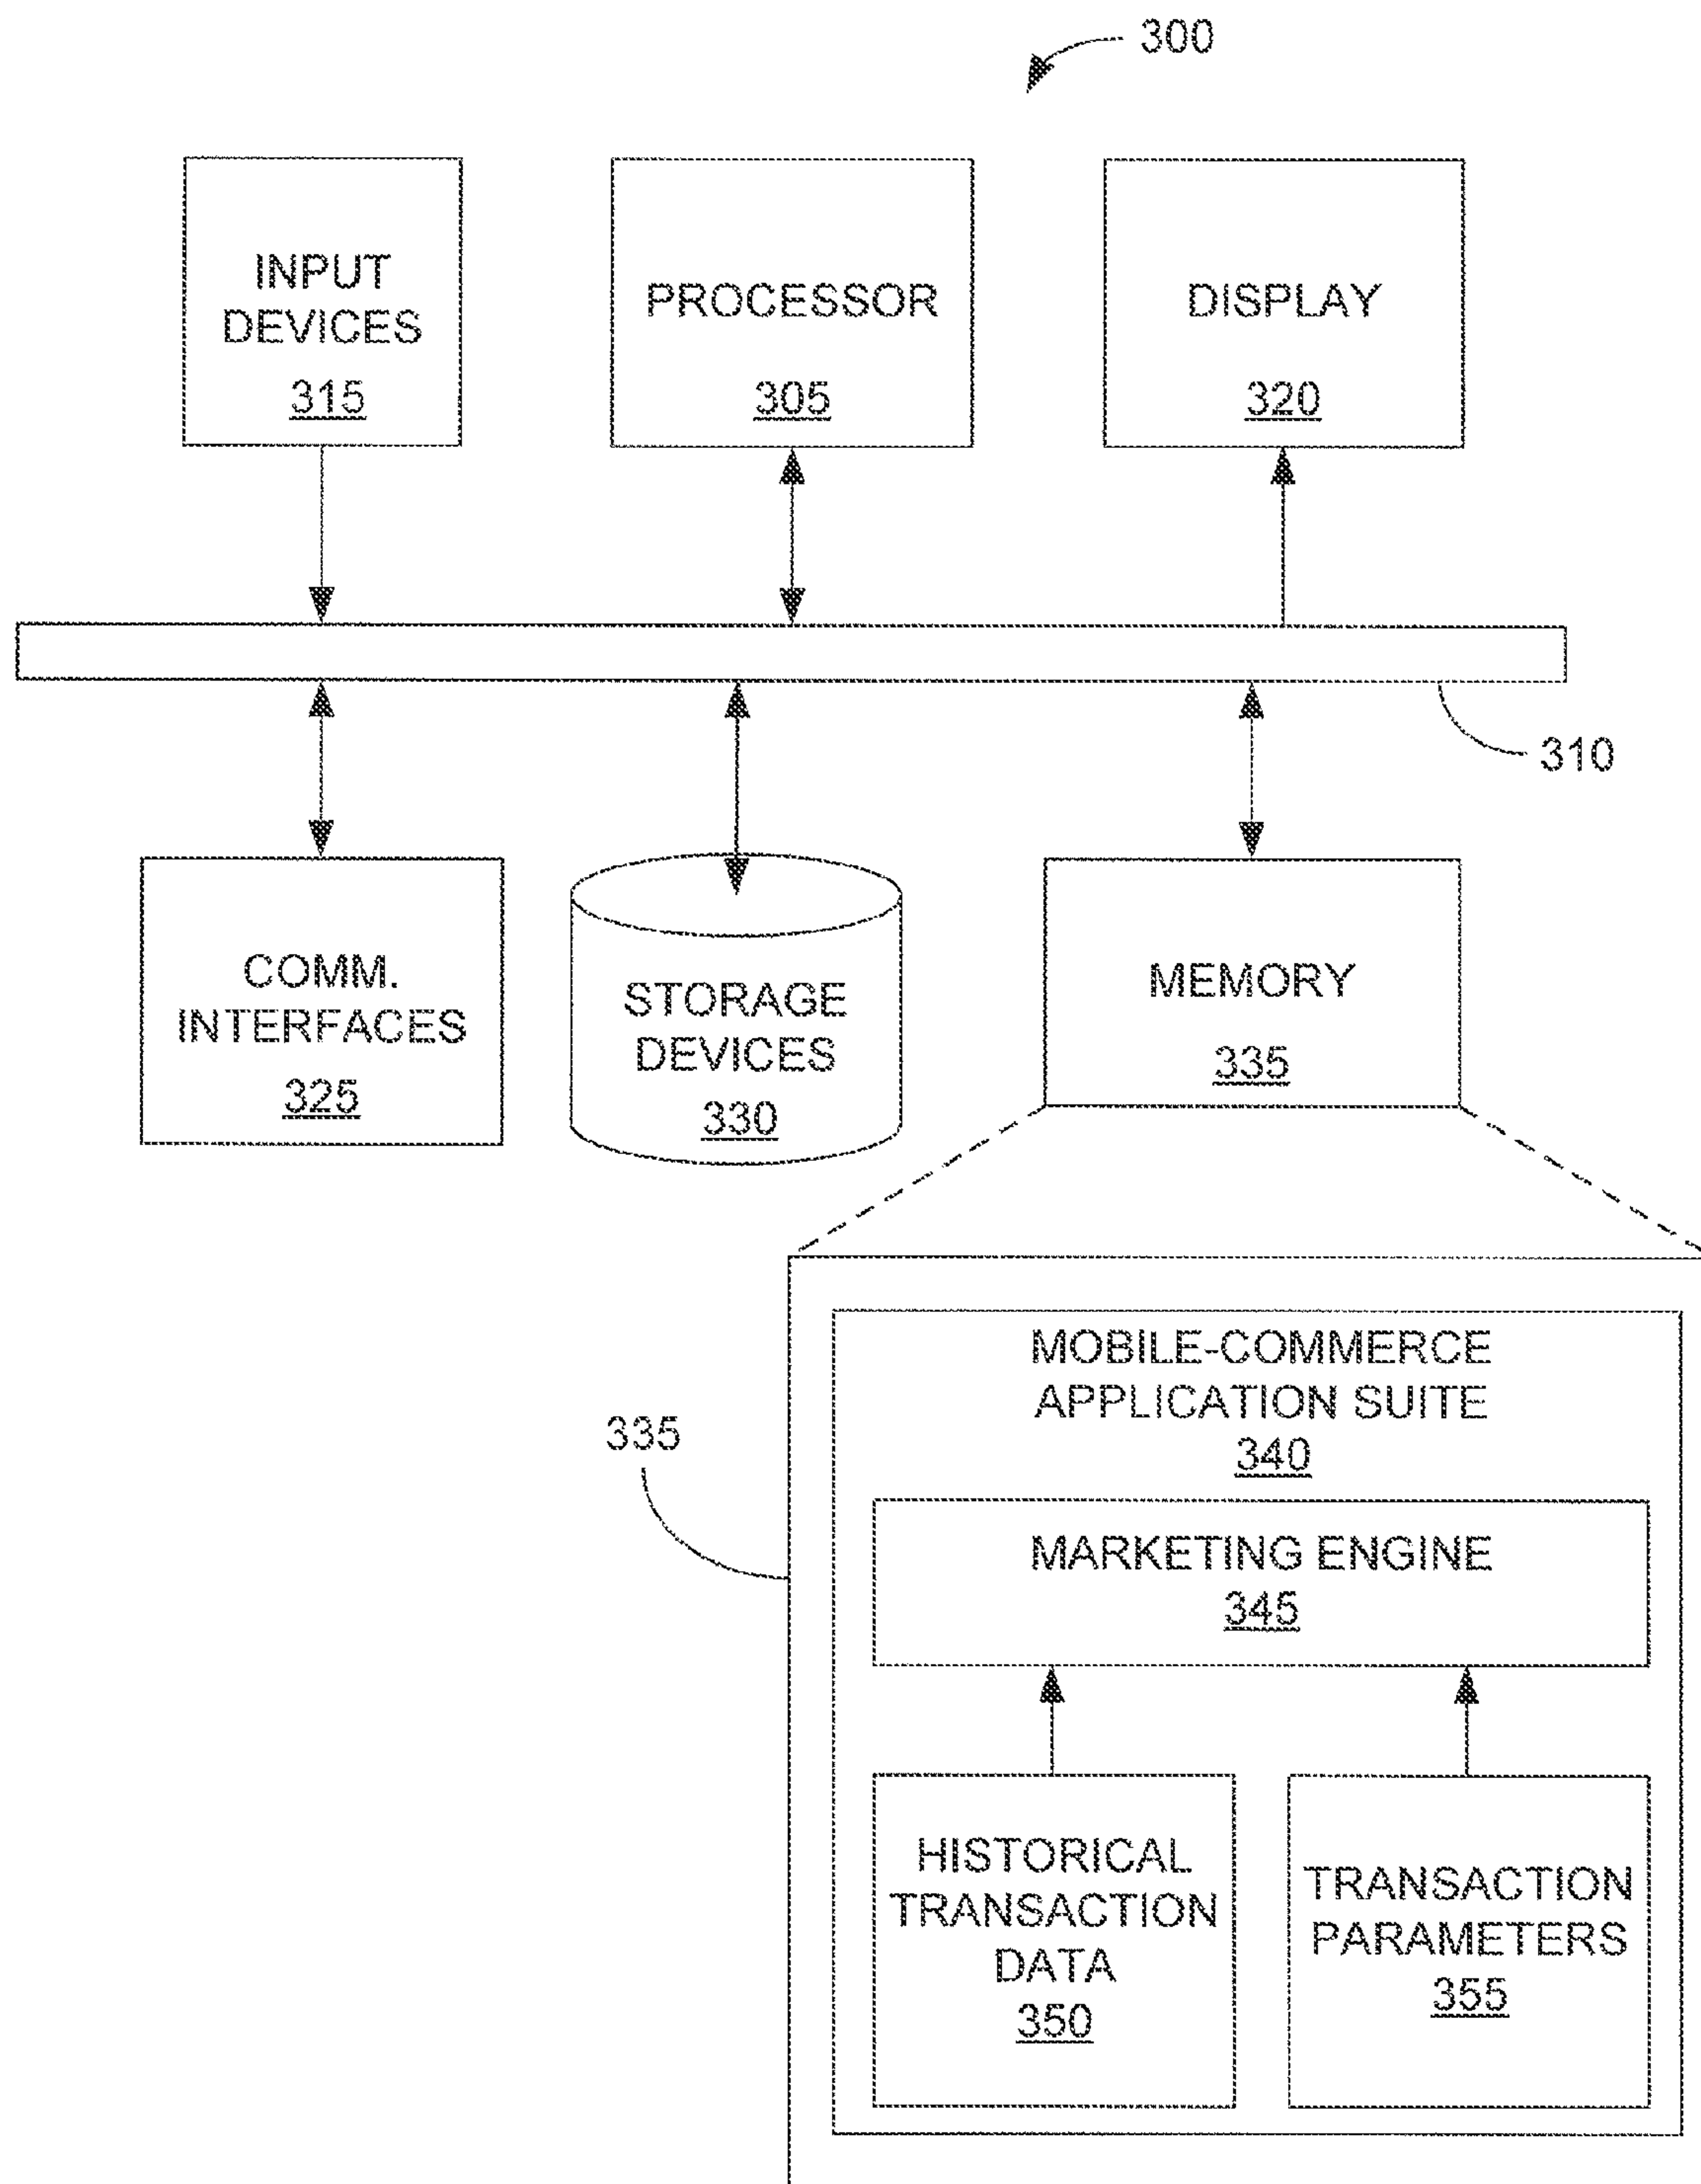 300
INPUT
DEVICES
315
PROCESSOR
305
DISPLAY
320
310
COMM.
INTERFACES
325
STORAGE
DEVICES
330
MEMORY
335
335
MOBILE-COMMERCE
APPLICATION SUITE
340
MARKETING ENGINE
345
HISTORICAL
TRANSACTION
DATA
350
TRANSACTION
PARAMETERS
355